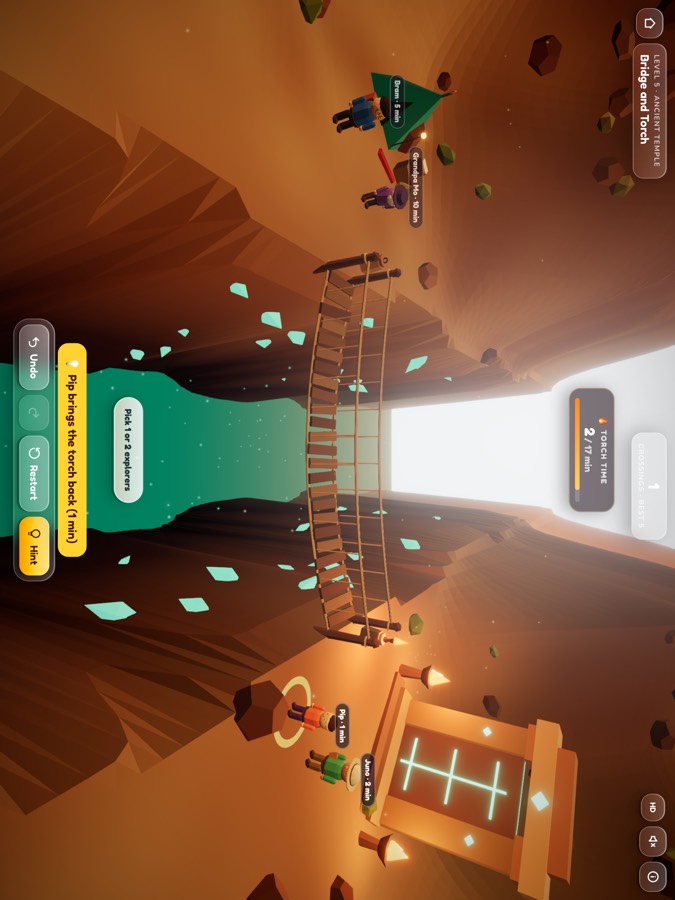 LEVEL 5 · ANCIENT TEMPLE
Bridge and Torch
1
CROSSINGS · BEST 5
TORCH TIME
2 / 17 min
HD
Bram · 5 min
Grandpa Mo · 10 min
Pip · 1 min
Juno · 2 min
Pick 1 or 2 explorers
Pip brings the torch back (1 min)
Undo
Restart
Hint